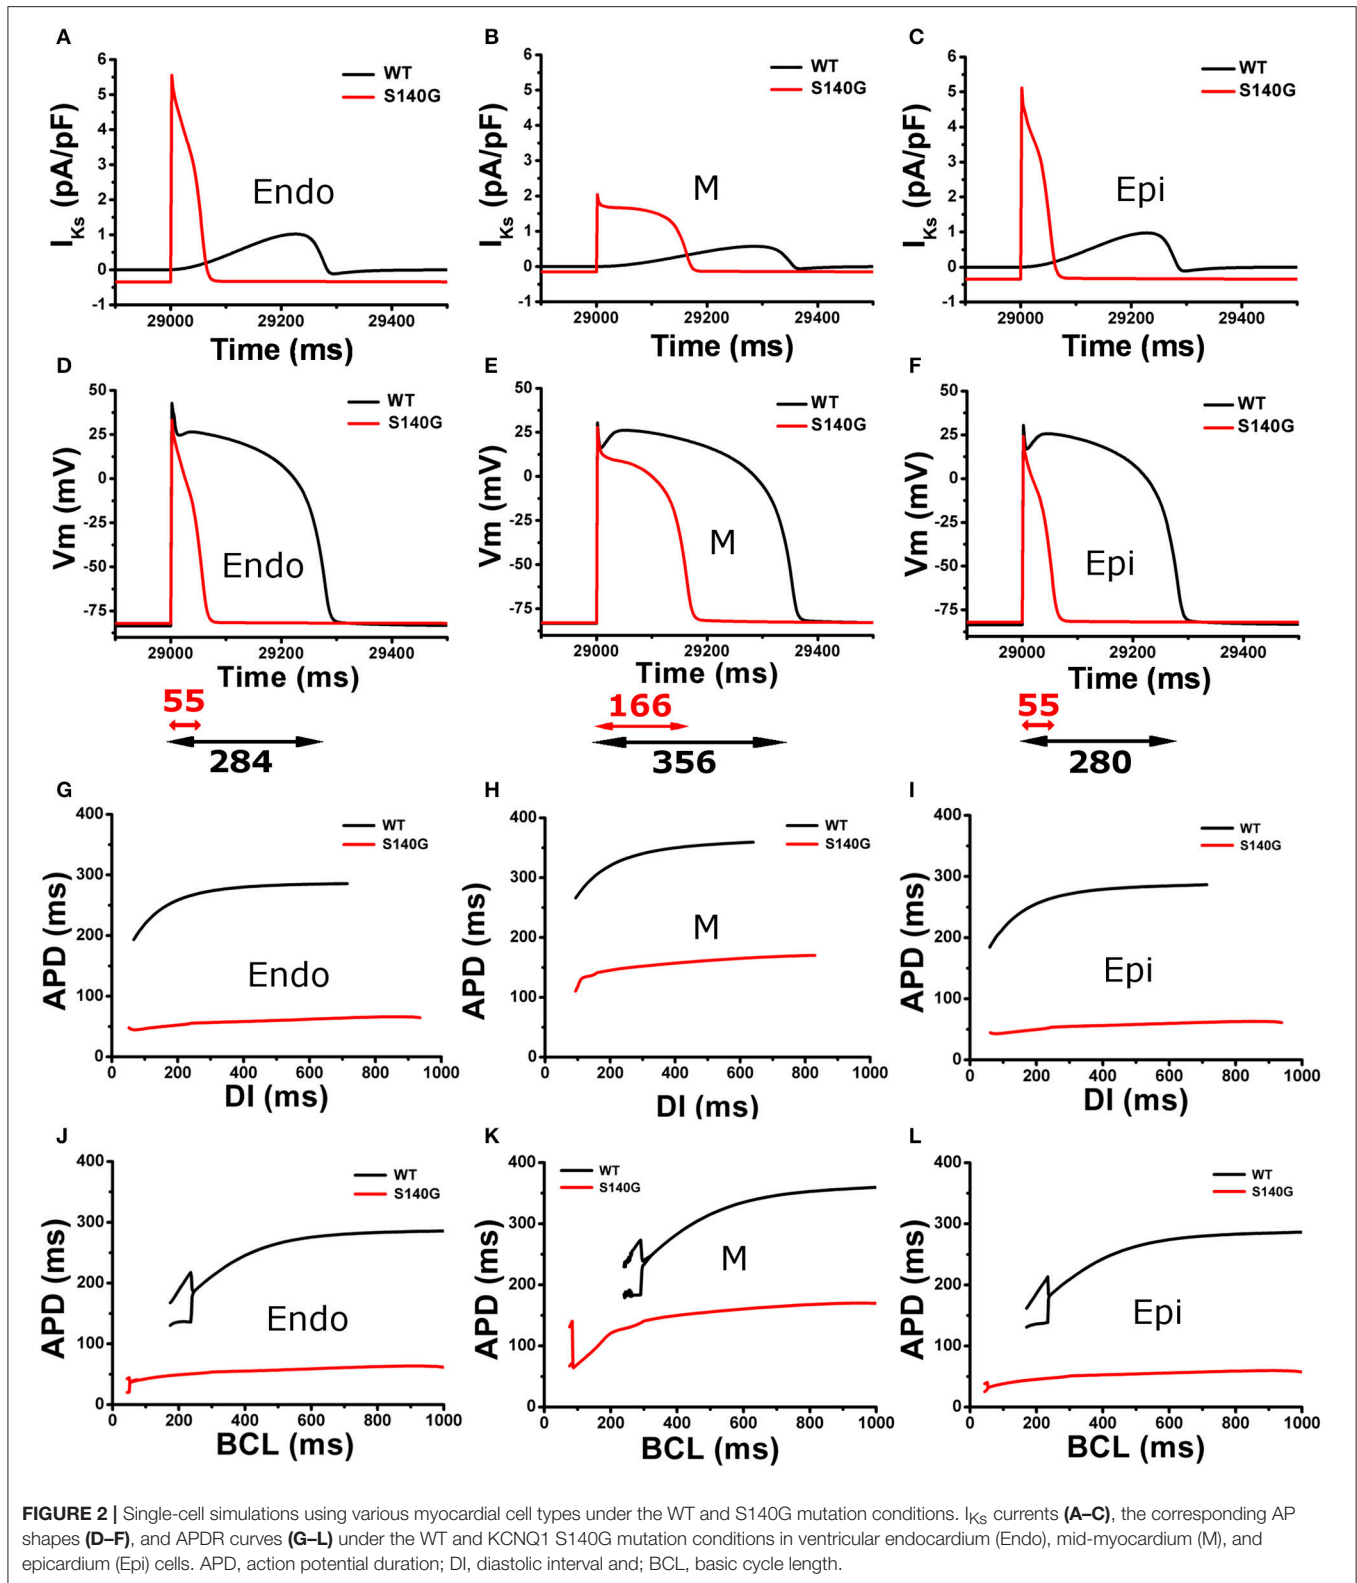 A
6
5
4
3
2
1
0
-1
I_Ks (pA/pF)
WT
S140G
Endo
29000 29200 29400
Time (ms)
B
6
5
4
3
2
1
0
-1
I_Ks (pA/pF)
WT
S140G
M
29000 29200 29400
Time (ms)
C
6
5
4
3
2
1
0
-1
I_Ks (pA/pF)
WT
S140G
Epi
29000 29200 29400
Time (ms)
D
50
25
0
-25
-50
-75
Vm (mV)
WT
S140G
Endo
29000 29200 29400
Time (ms)
55
284
E
50
25
0
-25
-50
-75
Vm (mV)
WT
S140G
M
29000 29200 29400
Time (ms)
166
356
F
50
25
0
-25
-50
-75
Vm (mV)
WT
S140G
Epi
29000 29200 29400
Time (ms)
55
280
G
400
300
200
100
0
APD (ms)
WT
S140G
Endo
0 200 400 600 800 1000
DI (ms)
H
400
300
200
100
0
APD (ms)
WT
S140G
M
0 200 400 600 800 1000
DI (ms)
I
400
300
200
100
0
APD (ms)
WT
S140G
Epi
0 200 400 600 800 1000
DI (ms)
J
400
300
200
100
0
APD (ms)
WT
S140G
Endo
0 200 400 600 800 1000
BCL (ms)
K
400
300
200
100
0
APD (ms)
WT
S140G
M
0 200 400 600 800 1000
BCL (ms)
L
400
300
200
100
0
APD (ms)
WT
S140G
Epi
0 200 400 600 800 1000
BCL (ms)
FIGURE 2 | Single-cell simulations using various myocardial cell types under the WT and S140G mutation conditions. I_Ks currents (A–C), the corresponding AP
shapes (D–F), and APDR curves (G–L) under the WT and KCNQ1 S140G mutation conditions in ventricular endocardium (Endo), mid-myocardium (M), and
epicardium (Epi) cells. APD, action potential duration; DI, diastolic interval and; BCL, basic cycle length.